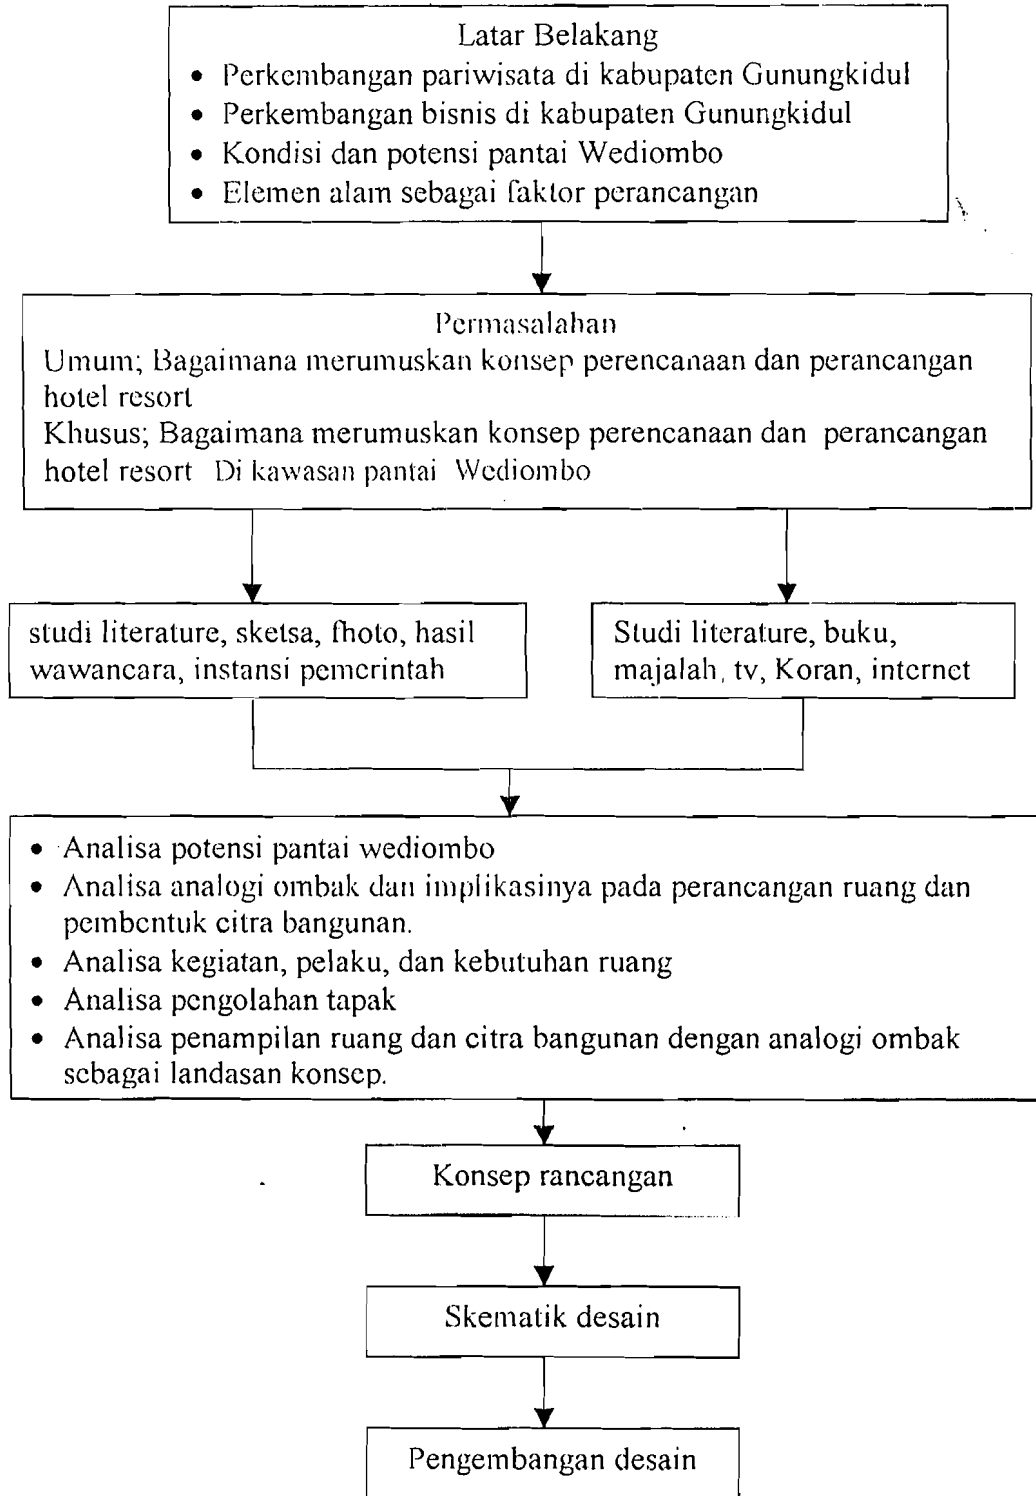 Latar Belakang
• Perkembangan pariwisata di kabupaten Gunungkidul
• Perkembangan bisnis di kabupaten Gunungkidul
• Kondisi dan potensi pantai Wediombo
• Elemen alam sebagai faktor perancangan
Permasalahan
Umum; Bagaimana merumuskan konsep perencanaan dan perancangan
hotel resort
Khusus; Bagaimana merumuskan konsep perencanaan dan perancangan
hotel resort Di kawasan pantai Wediombo
studi literature, sketsa, fhoto, hasil
wawancara, instansi pemerintah
Studi literature, buku,
majalah, tv, Koran, internet
• Analisa potensi pantai wediombo
• Analisa analogi ombak dan implikasinya pada perancangan ruang dan
pembentuk citra bangunan.
• Analisa kegiatan, pelaku, dan kebutuhan ruang
• Analisa pengolahan tapak
• Analisa penampilan ruang dan citra bangunan dengan analogi ombak
sebagai landasan konsep.
Konsep rancangan
Skematik desain
Pengembangan desain